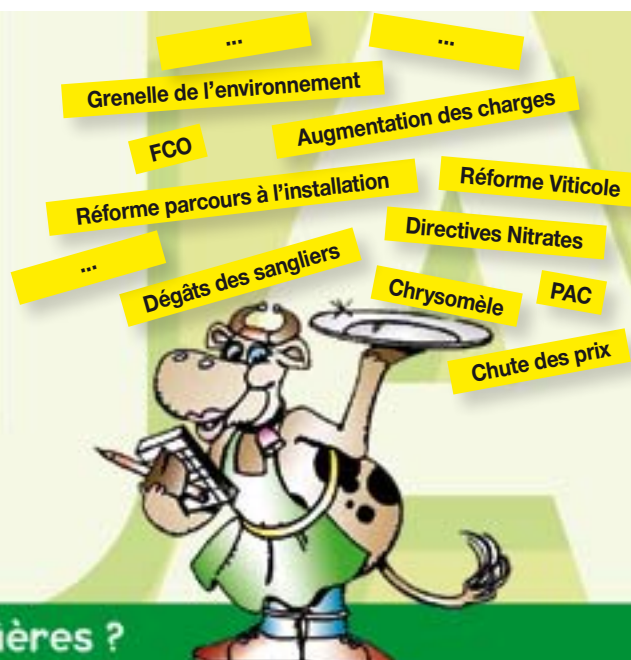 ...
...
Grenelle de l'environnement
Augmentation des charges
FCO
Réforme parcours à l'installation
Réforme Viticole
Directives Nitrates
...
Dégâts des sangliers
Chrysomèle
PAC
Chute des prix
?